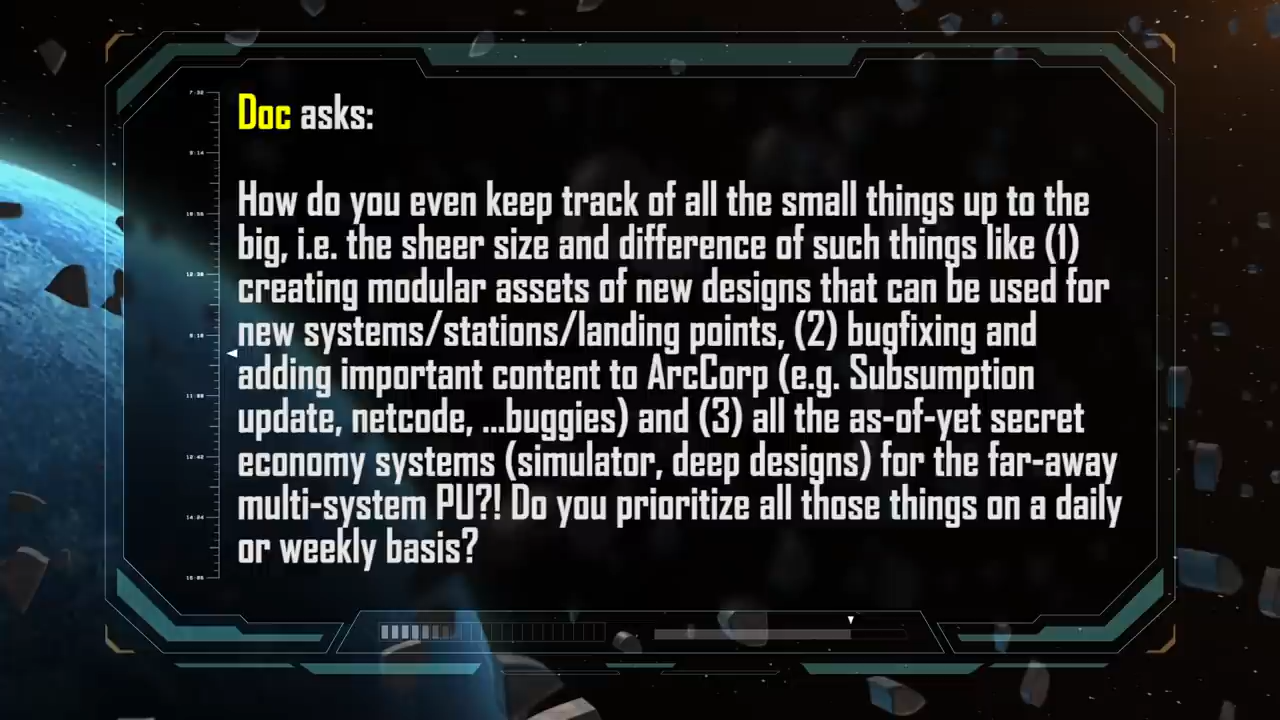 Doc asks:
How do you even keep track of all the small things up to the
big, i.e. the sheer size and difference of such things like (1)
creating modular assets of new designs that can be used for
new systems/stations/landing points, (2) bugfixing and
adding important content to ArcCorp (e.g. Subsumption
update, netcode, ...buggies) and (3) all the as-of-yet secret
economy systems (simulator, deep designs) for the far-away
multi-system PU?! Do you prioritize all those things on a daily
or weekly basis?